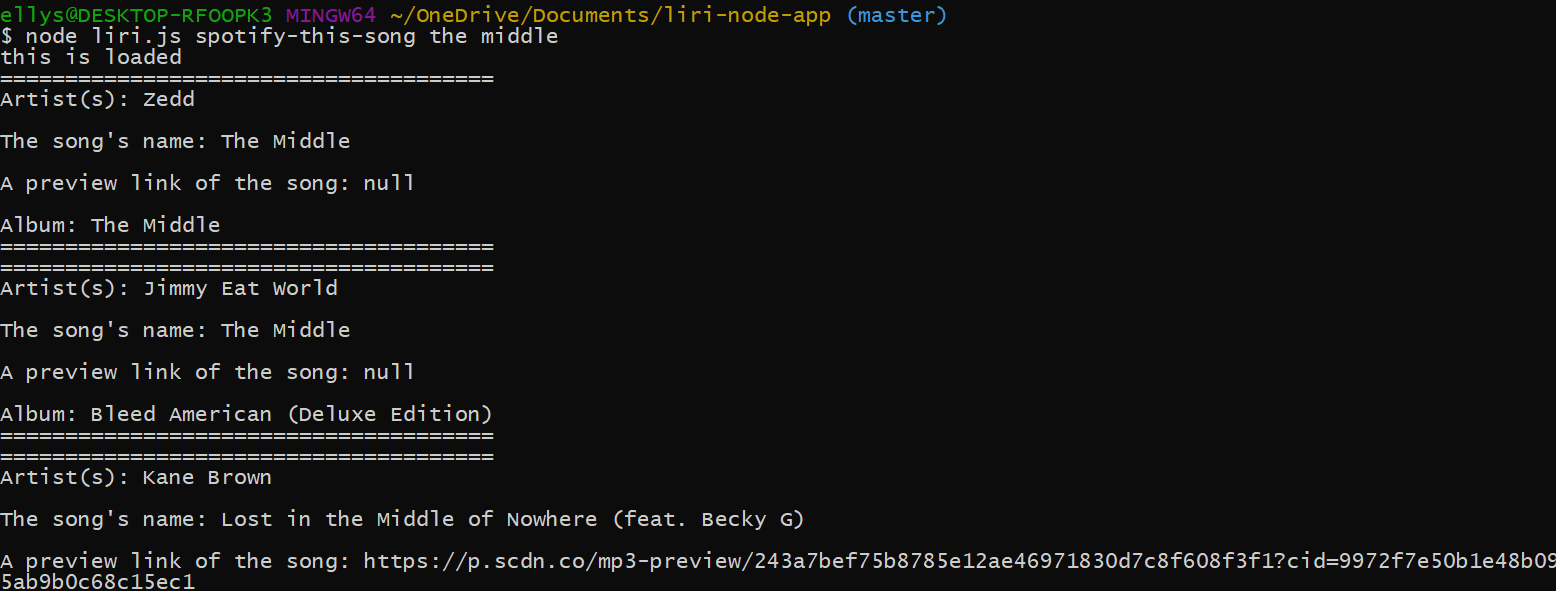 ellys@DESKTOP-RFOOPK3 MINGW64 ~/OneDrive/Documents/liri-node-app (master)
$ node liri.js spotify-this-song the middle
this is loaded
======================================
Artist(s): Zedd
The song's name: The Middle
A preview link of the song: null
Album: The Middle
======================================
======================================
Artist(s): Jimmy Eat World
The song's name: The Middle
A preview link of the song: null
Album: Bleed American (Deluxe Edition)
======================================
======================================
Artist(s): Kane Brown
The song's name: Lost in the Middle of Nowhere (feat. Becky G)
A preview link of the song: https://p.scdn.co/mp3-preview/243a7bef75b8785e12ae46971830d7c8f608f3f1?cid=9972f7e50b1e48b09
5ab9b0c68c15ec1